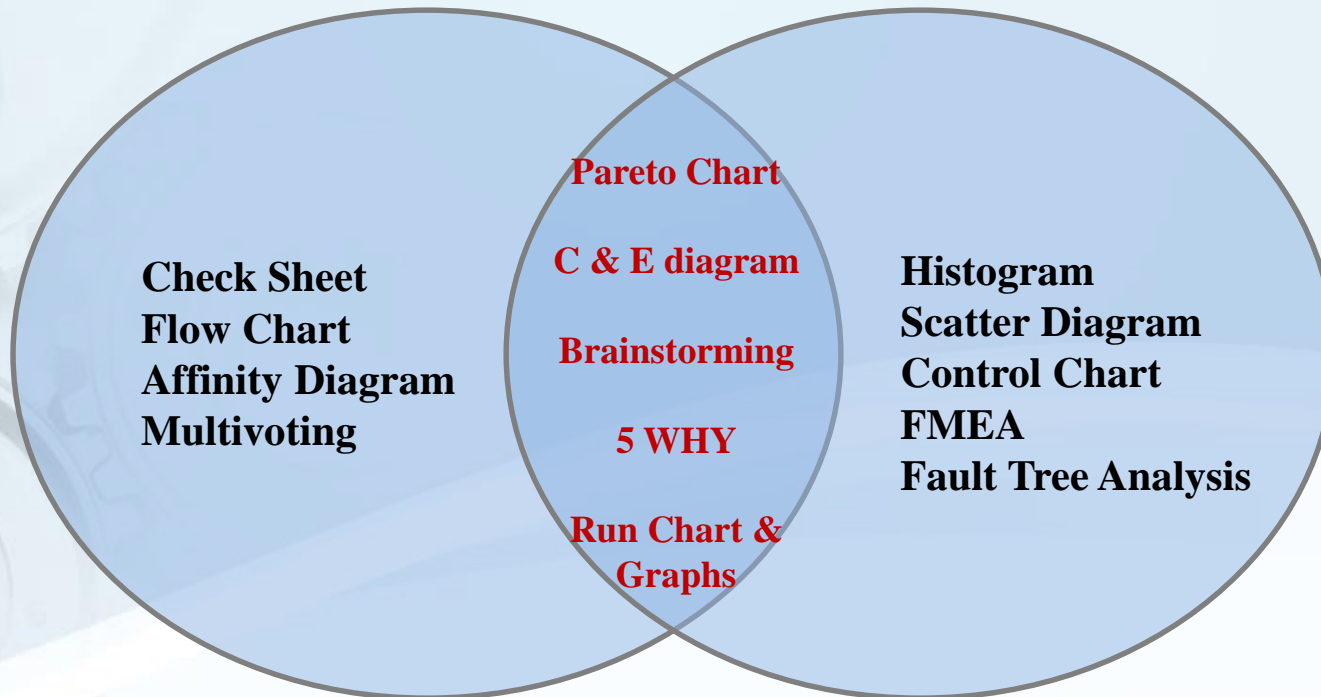 Check Sheet
Flow Chart
Affinity Diagram
Multivoting
Pareto Chart
C & E diagram
Brainstorming
5 WHY
Run Chart &
Graphs
Histogram
Scatter Diagram
Control Chart
FMEA
Fault Tree Analysis